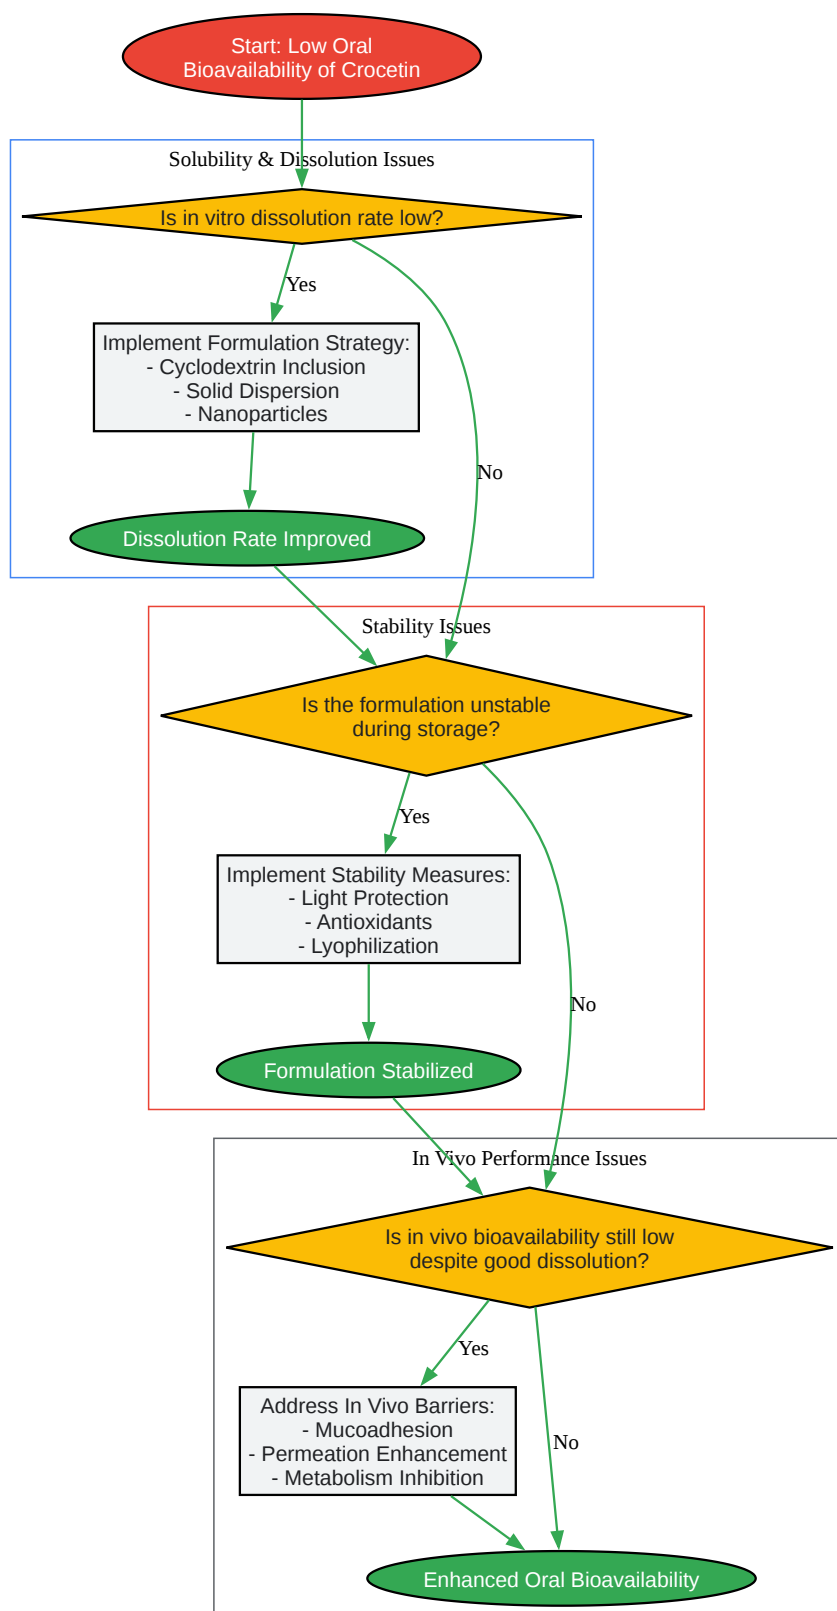 Start: Low Oral
Bioavailability of Crocetin
Solubility & Dissolution Issues
Is in vitro dissolution rate low?
Yes
Implement Formulation Strategy:
- Cyclodextrin Inclusion
- Solid Dispersion
- Nanoparticles
No
Dissolution Rate Improved
Stability Issues
Is the formulation unstable
during storage?
Yes
Implement Stability Measures:
- Light Protection
- Antioxidants
- Lyophilization
No
Formulation Stabilized
In Vivo Performance Issues
Is in vivo bioavailability still low
despite good dissolution?
Yes
Address In Vivo Barriers:
- Mucoadhesion
- Permeation Enhancement
- Metabolism Inhibition
No
Enhanced Oral Bioavailability